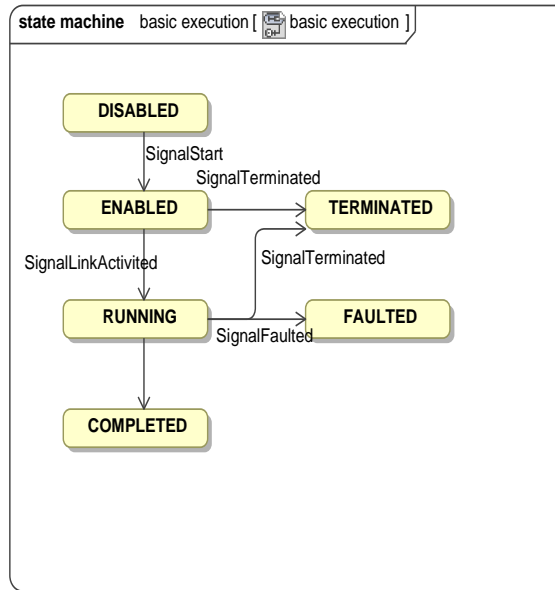 state machine basic execution [ basic execution ]
DISABLED
SignalStart
SignalTerminated
ENABLED
TERMINATED
SignalLinkActivited
SignalTerminated
RUNNING
FAULTED
SignalFaulted
COMPLETED